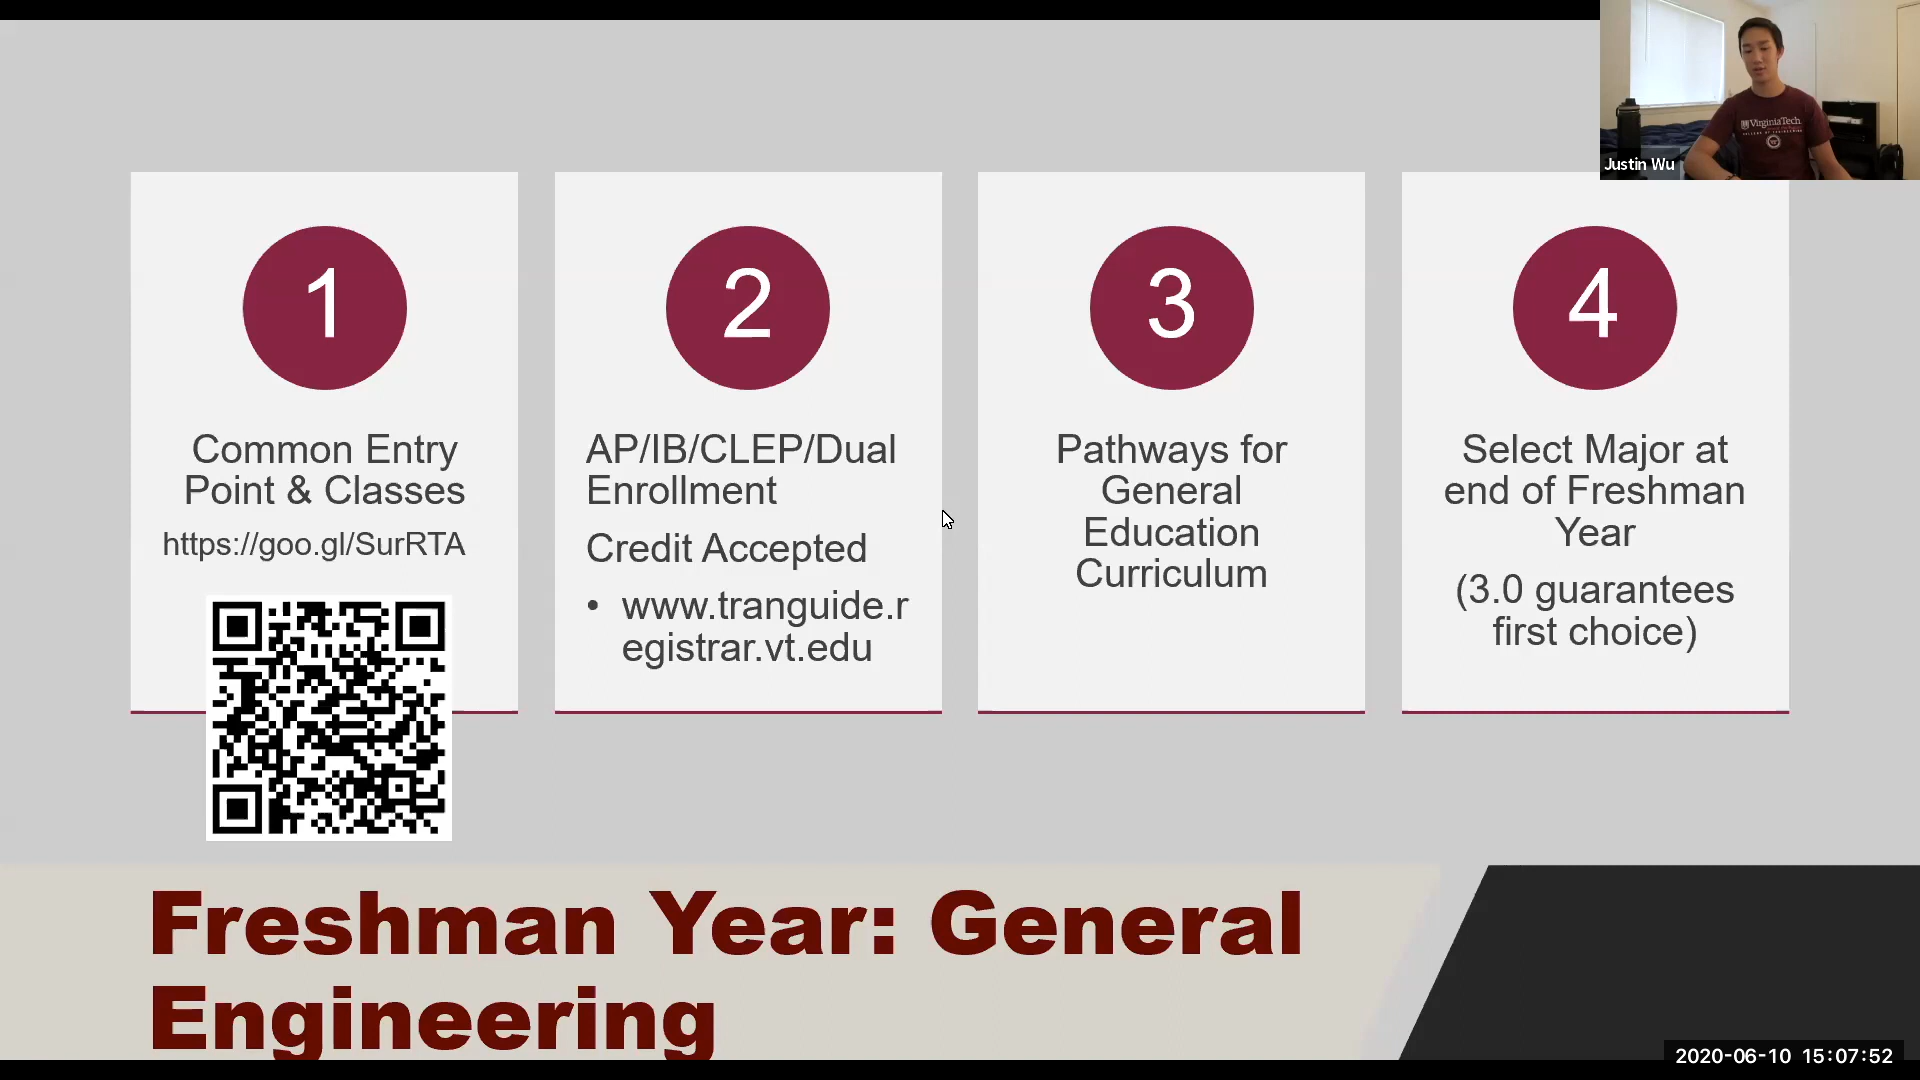 Justin Wu
VirginiaTech
1
Common Entry
Point & Classes
https://goo.gl/SurRTA
2
AP/IB/CLEP/Dual
Enrollment
Credit Accepted
• www.tranguide.r
egistrar.vt.edu
3
Pathways for
General
Education
Curriculum
4
Select Major at
end of Freshman
Year
(3.0 guarantees
first choice)
Freshman Year: General
Engineering
2020-06-10 15:07:52